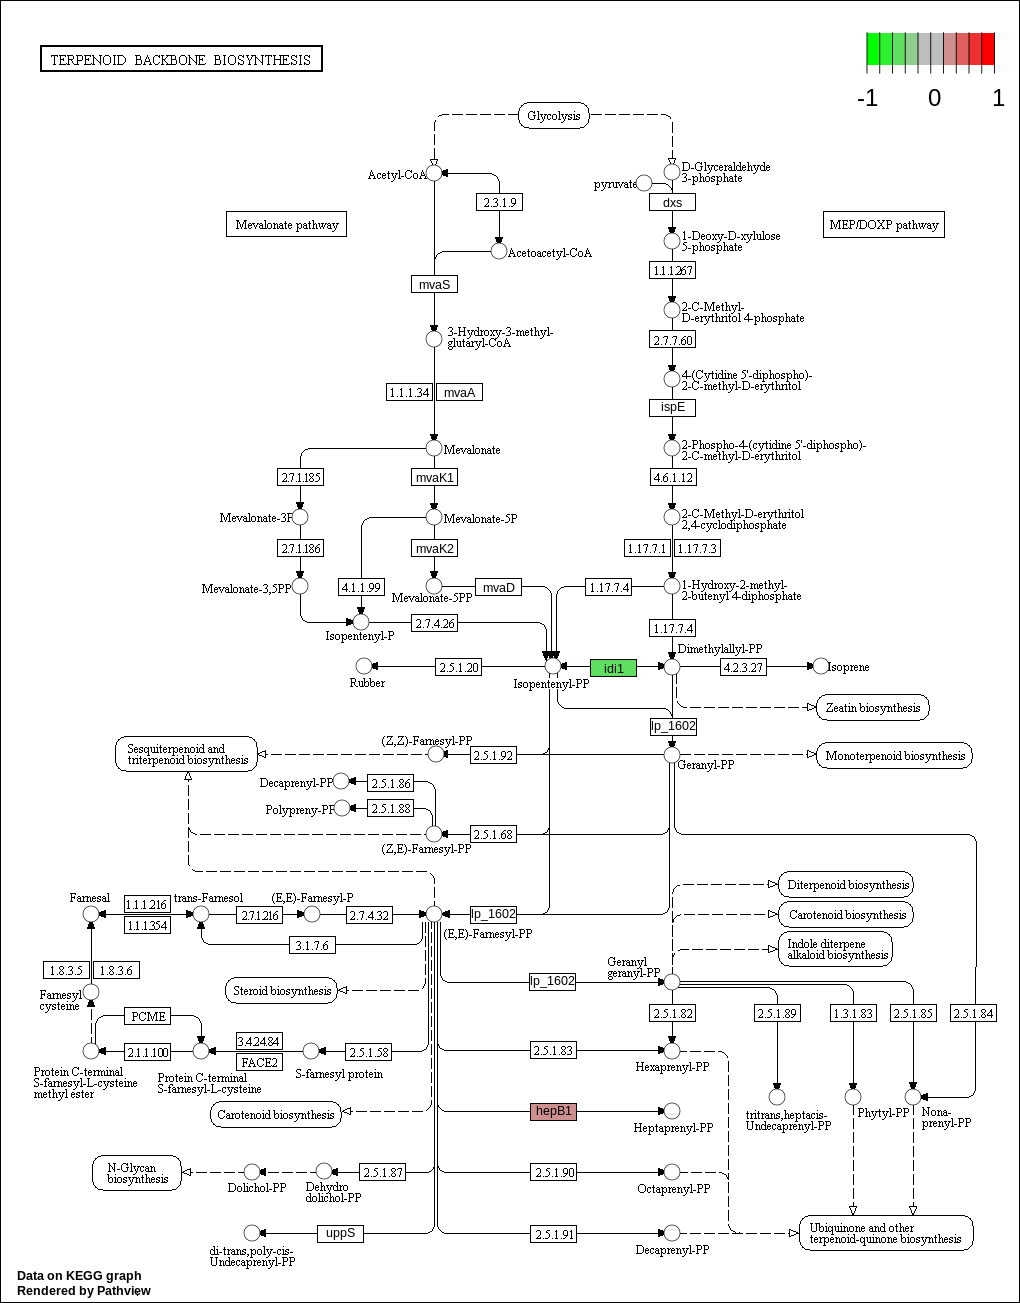 TERPENOID BACKBONE BIOSYNTHESIS
-1 0 1
Glycolysis
Acetyl-CoA
D-Glyceraldehyde
3-phosphate
pyruvate
2.3.1.9
dxs
Mevalonate pathway
MEP/DOXP pathway
1-Deoxy-D-xylulose
5-phosphate
Acetoacetyl-CoA
1.1.1.267
mvaS
2-C-Methyl-
D-erythritol 4-phosphate
3-Hydroxy-3-methyl-
glutaryl-CoA
2.7.7.60
4-(Cytidine 5'-diphospho)-
2-C-methyl-D-erythritol
1.1.1.34
mvaA
ispE
Mevalonate
2-Phospho-4-(cytidine 5'-diphospho)-
2-C-methyl-D-erythritol
2.7.1.185
mvaK1
4.6.1.12
Mevalonate-3P
Mevalonate-5P
2-C-Methyl-D-erythritol
2,4-cyclodiphosphate
2.7.1.186
mvaK2
1.17.7.1
1.17.7.3
Mevalonate-3,5PP
4.1.1.99
mvaD
1.17.7.4
1-Hydroxy-2-methyl-
2-butenyl 4-diphosphate
Mevalonate-5PP
Isopentenyl-P
2.7.4.26
1.17.7.4
Dimethylallyl-PP
Rubber
2.5.1.20
Isopentenyl-PP
idi1
4.2.3.27
Isoprene
Zeatin biosynthesis
lp_1602
Sesquiterpenoid and
triterpenoid biosynthesis
(Z,Z)-Farnesyl-PP
2.5.1.92
Geranyl-PP
Monoterpenoid biosynthesis
Decaprenyl-PP
2.5.1.86
Polypreny-PP
2.5.1.88
2.5.1.68
(Z,E)-Farnesyl-PP
Diterpenoid biosynthesis
Farnesal
1.1.1.216
trans-Farnesol
(E,E)-Farnesyl-P
2.7.1.216
2.7.4.32
lp_1602
Carotenoid biosynthesis
1.1.1.354
(E,E)-Farnesyl-PP
3.1.7.6
Indole diterpene
alkaloid biosynthesis
1.8.3.5
1.8.3.6
Geranyl
geranyl-PP
lp_1602
Farnesyl
cysteine
Steroid biosynthesis
PCME
2.5.1.82
2.5.1.89
1.3.1.83
2.5.1.85
2.5.1.84
3.4.24.84
2.1.1.100
FACE2
2.5.1.58
2.5.1.83
Protein C-terminal
S-farnesyl-L-cysteine
methyl ester
Protein C-terminal
S-farnesyl-L-cysteine
S-farnesyl protein
Hexaprenyl-PP
Carotenoid biosynthesis
hepB1
Heptaprenyl-PP
tritrans,heptacis-
Undecaprenyl-PP
Phytyl-PP
Nona-
prenyl-PP
N-Glycan
biosynthesis
Dolichol-PP
Dehydro
dolichol-PP
2.5.1.87
2.5.1.90
Octaprenyl-PP
uppS
2.5.1.91
di-trans,poly-cis-
Undecaprenyl-PP
Decaprenyl-PP
Ubiquinone and other
terpenoid-quinone biosynthesis
Data on KEGG graph
Rendered by Pathview